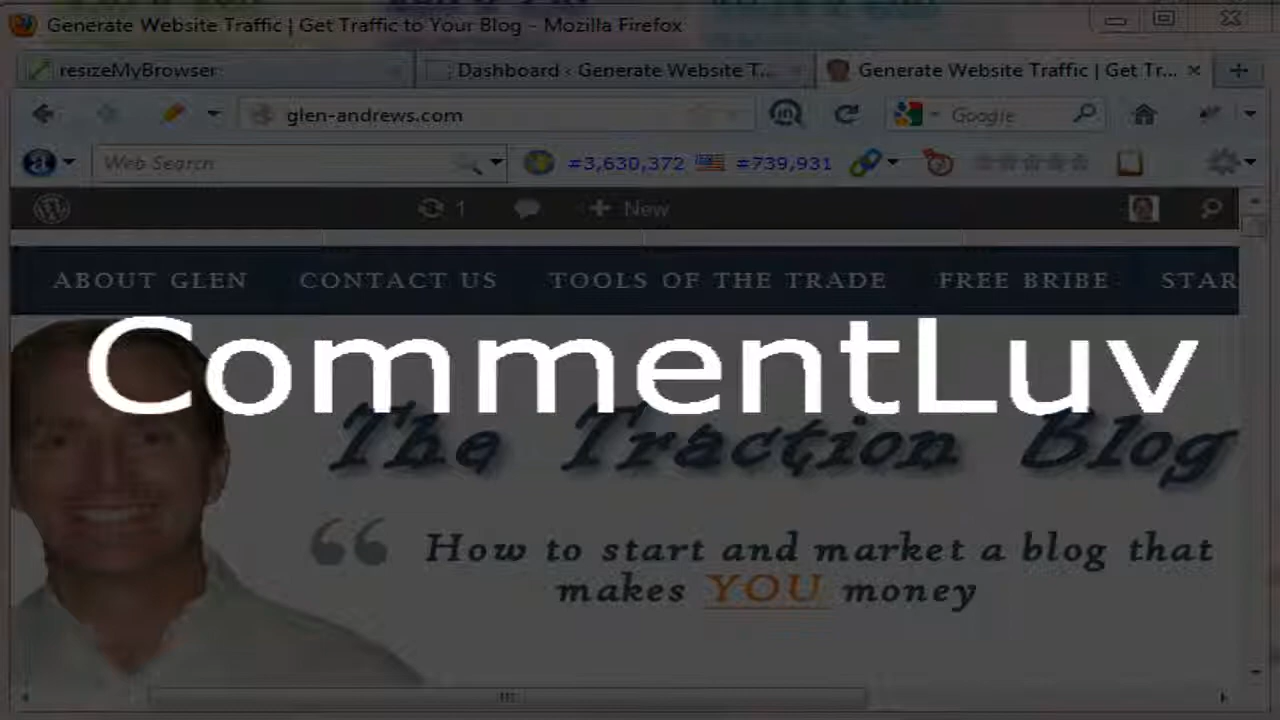 Generate Website Traffic | Get Traffic to Your Blog - Mozilla Firefox
resizeMyBrowser
Dashboard ‹ Generate Website T...
Generate Website Traffic | Get Tr...
glen-andrews.com
Google
a
Web Search
#3,630,372
#739,931
1
New
ABOUT GLEN
CONTACT US
TOOLS OF THE TRADE
FREE BRIBE
STAR
CommentLuv
The Traction Blog
“ How to start and market a blog that
makes YOU money